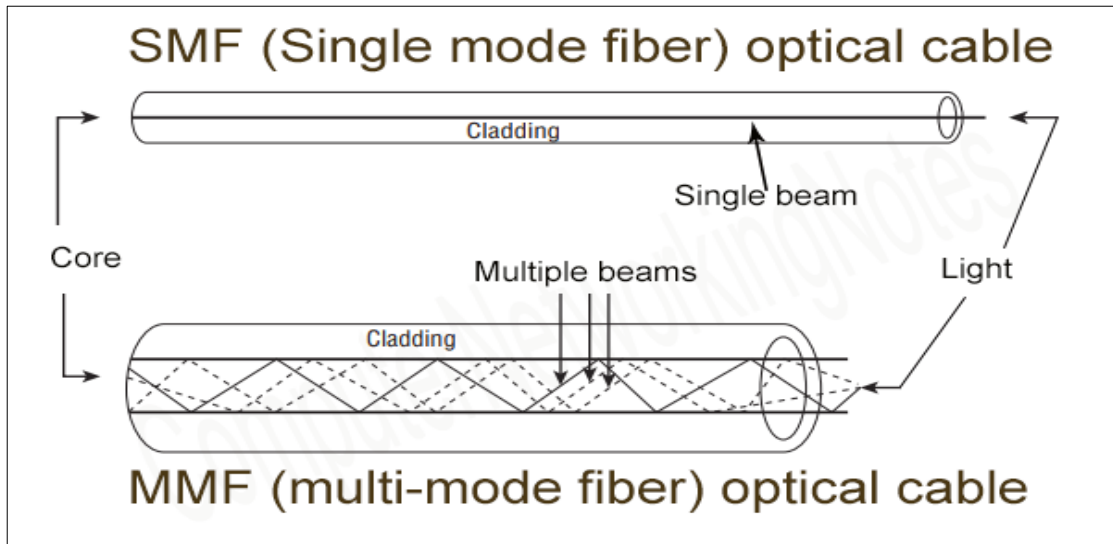 SMF (Single mode fiber) optical cable
Cladding
Single beam
Core
Light
Multiple beams
Cladding
MMF (multi-mode fiber) optical cable
ComputerNetworkingNotes